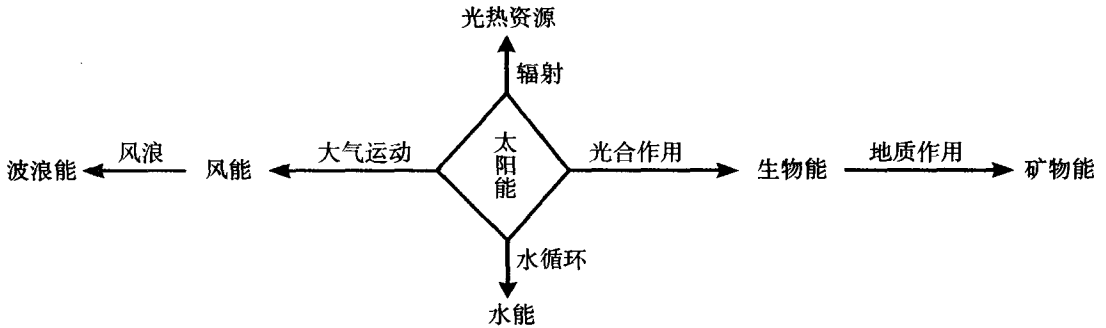 光热资源
辐射
太阳能
波浪能
风浪
风能
大气运动
光合作用
生物能
地质作用
矿物能
水循环
水能